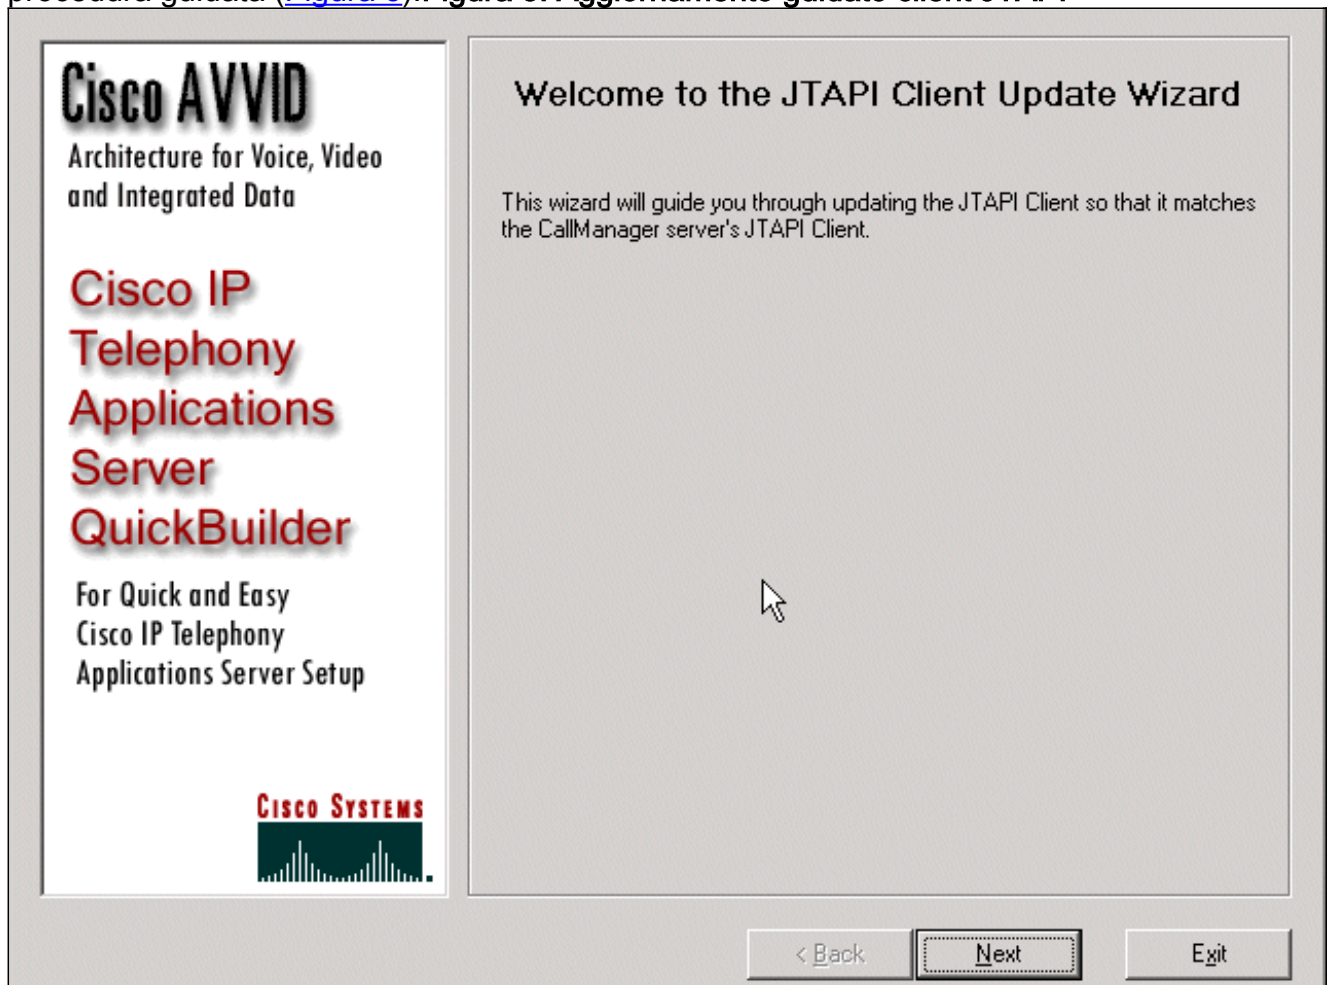 Cisco AVVID
Architecture for Voice, Video
and Integrated Data
Cisco IP
Telephony
Applications
Server
QuickBuilder
For Quick and Easy
Cisco IP Telephony
Applications Server Setup
CISCO SYSTEMS
Welcome to the JTAPI Client Update Wizard
This wizard will guide you through updating the JTAPI Client so that it matches
the CallManager server's JTAPI Client.
< Back
Next
Exit